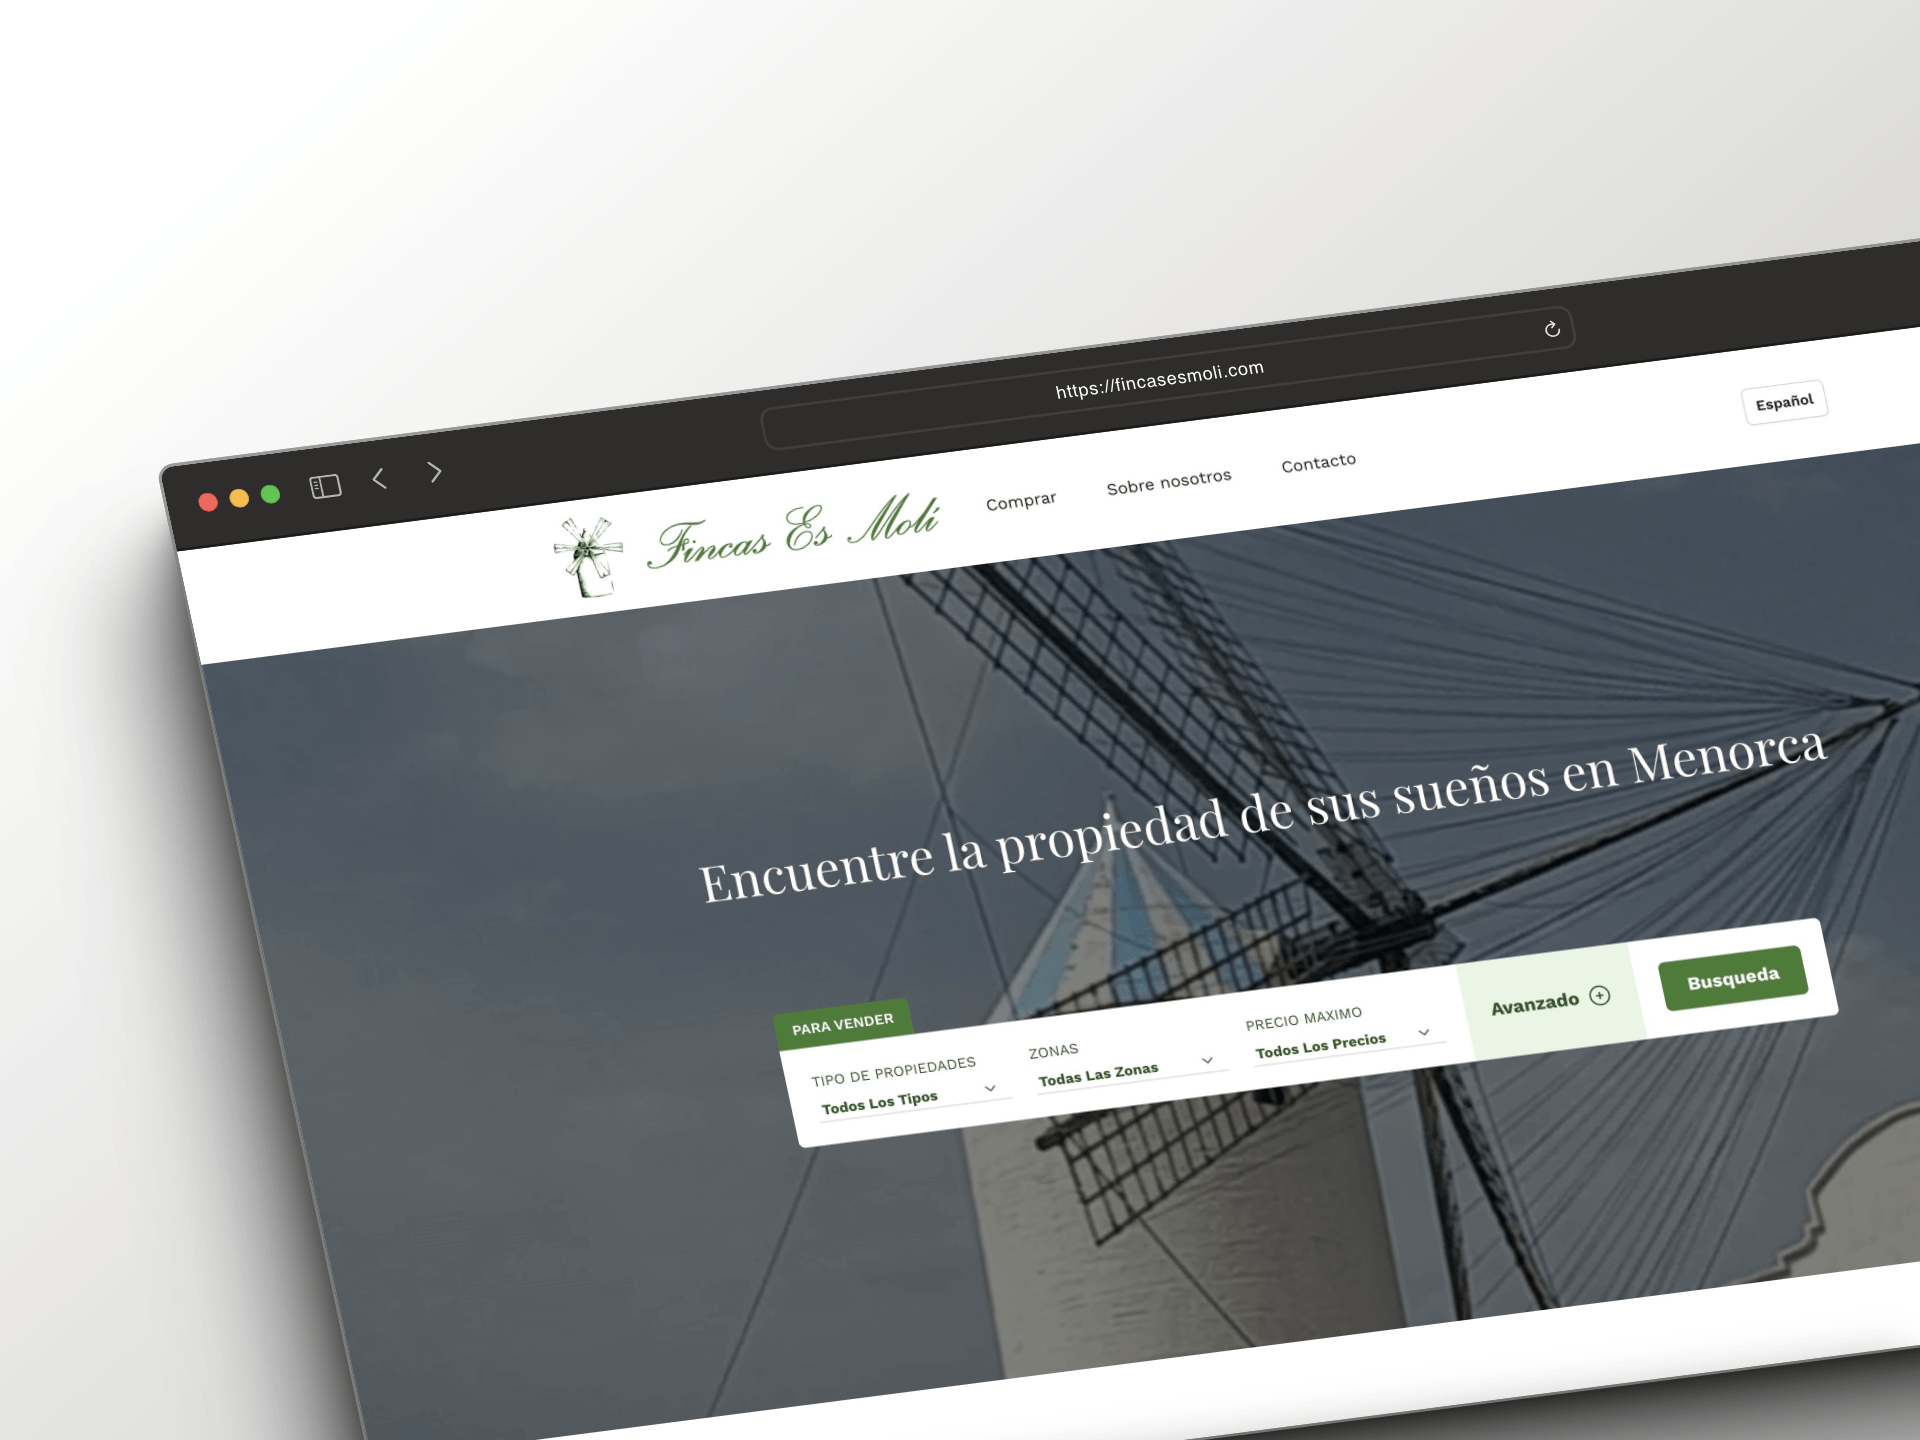 https://fincasesmoli.com
Español
Fincas Es Molí
Comprar
Sobre nosotros
Contacto
Encuentre la propiedad de sus sueños en Menorca
PARA VENDER
TIPO DE PROPIEDADES
Todos Los Tipos
ZONAS
Todas Las Zonas
PRECIO MAXIMO
Todos Los Precios
Avanzado
Busqueda